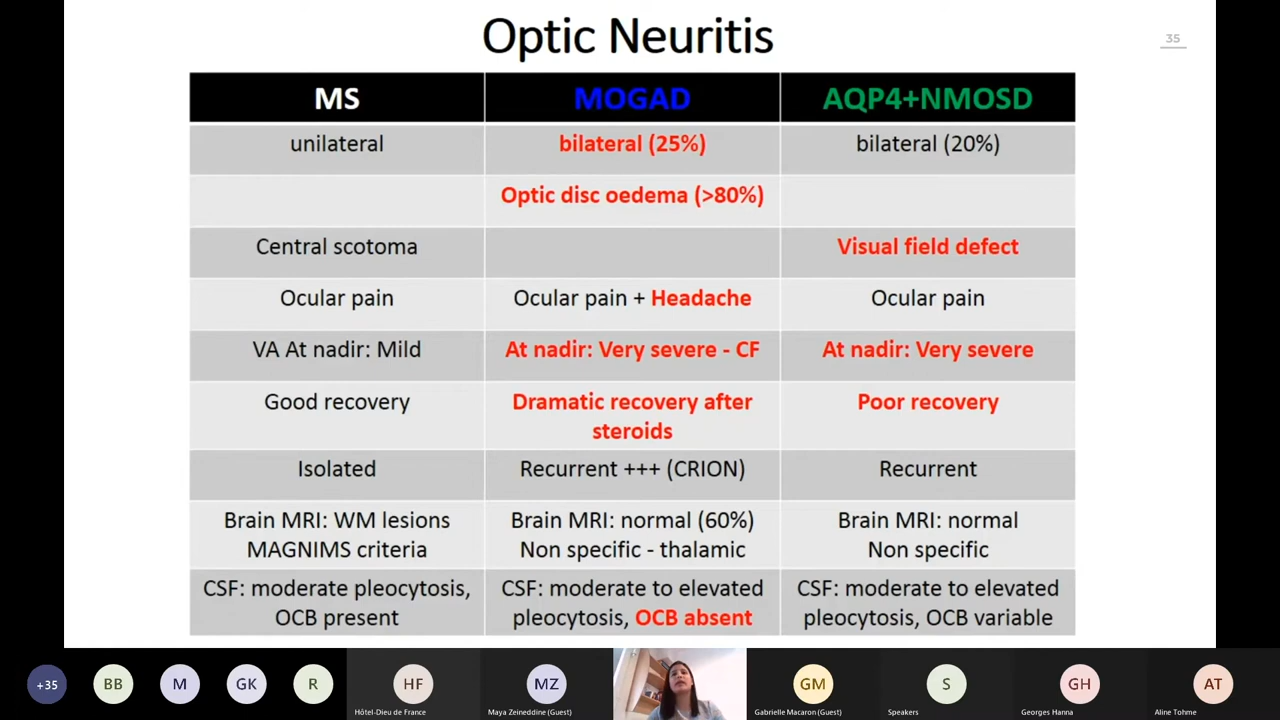 Optic Neuritis
35
MS MOGAD AQP4+NMOSD
unilateral bilateral (25%) bilateral (20%)
Optic disc oedema (>80%)
Central scotoma Visual field defect
Ocular pain Ocular pain + Headache Ocular pain
VA At nadir: Mild At nadir: Very severe - CF At nadir: Very severe
Good recovery Dramatic recovery after Poor recovery
steroids
Isolated Recurrent +++ (CRION) Recurrent
Brain MRI: WM lesions Brain MRI: normal (60%) Brain MRI: normal
MAGNIMS criteria Non specific - thalamic Non specific
CSF: moderate pleocytosis, CSF: moderate to elevated CSF: moderate to elevated
OCB present pleocytosis, OCB absent pleocytosis, OCB variable
+35 BB M GK R HF MZ GM S GH AT
Hôtel-Dieu de France Maya Zeineddine (Guest) Gabrielle Macaron (Guest) Speakers Georges Hanna Aline Tohme